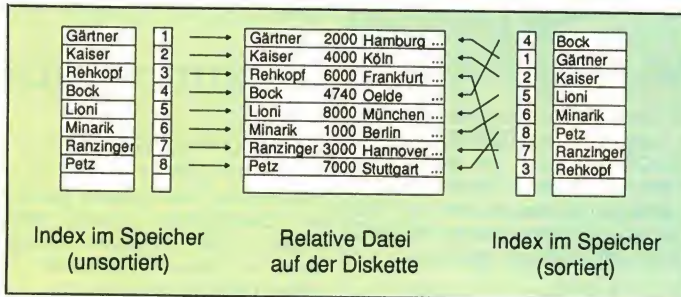 Gärtner 1 Gärtner 2000 Hamburg ... 4 Bock
Kaiser 2 Kaiser 4000 Köln ... 1 Gärtner
Rehkopf 3 Rehkopf 6000 Frankfurt ... 2 Kaiser
Bock 4 Bock 4740 Oelde ... 5 Lioni
Lioni 5 Lioni 8000 München ... 6 Minarik
Minarik 6 Minarik 1000 Berlin ... 8 Petz
Ranzinger 7 Ranzinger 3000 Hannover ... 7 Ranzinger
Petz 8 Petz 7000 Stuttgart ... 3 Rehkopf
Index im Speicher
(unsortiert)
Relative Datei
auf der Diskette
Index im Speicher
(sortiert)